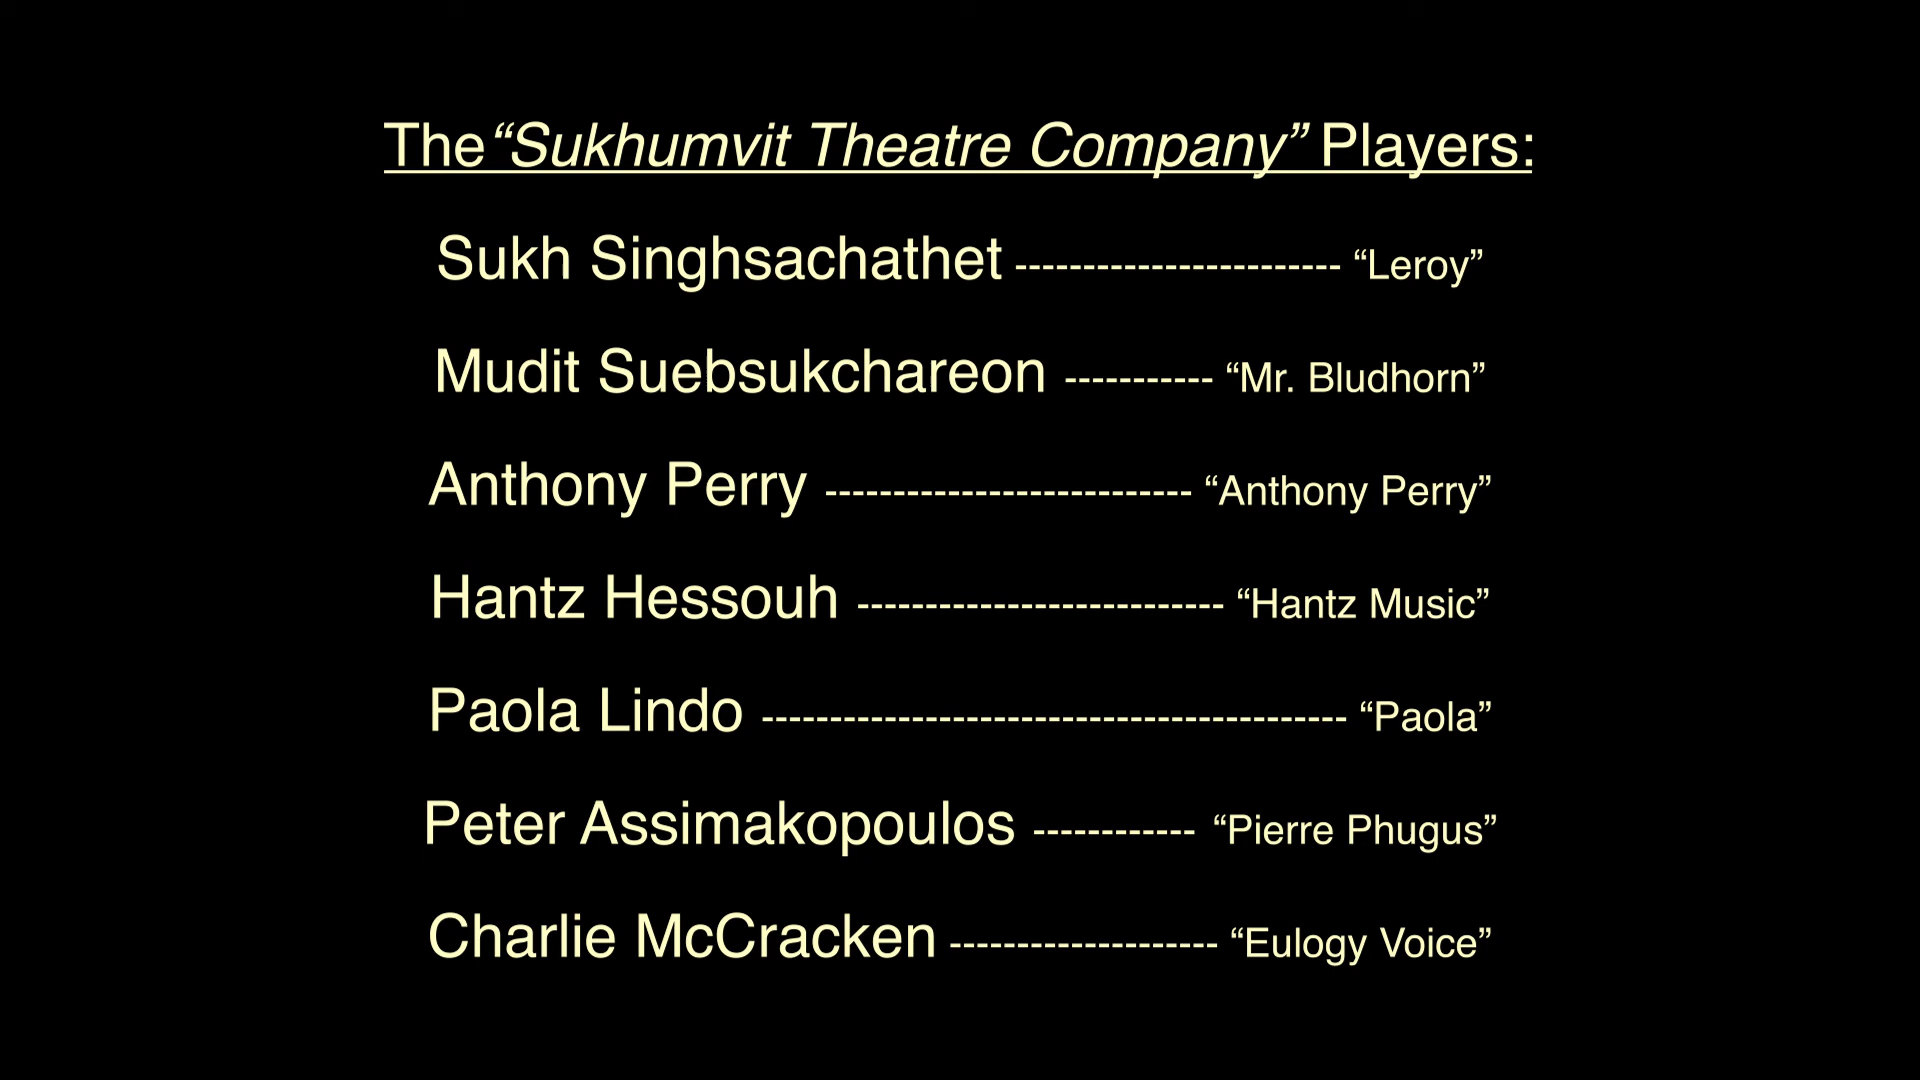 The“Sukhumvit Theatre Company” Players:
Sukh Singhsachathet ------------------------ “Leroy”
Mudit Suebsukchareon ----------- “Mr. Bludhorn”
Anthony Perry --------------------------- “Anthony Perry”
Hantz Hessouh --------------------------- “Hantz Music”
Paola Lindo ------------------------------------------- “Paola”
Peter Assimakopoulos ------------ “Pierre Phugus”
Charlie McCracken -------------------- “Eulogy Voice”